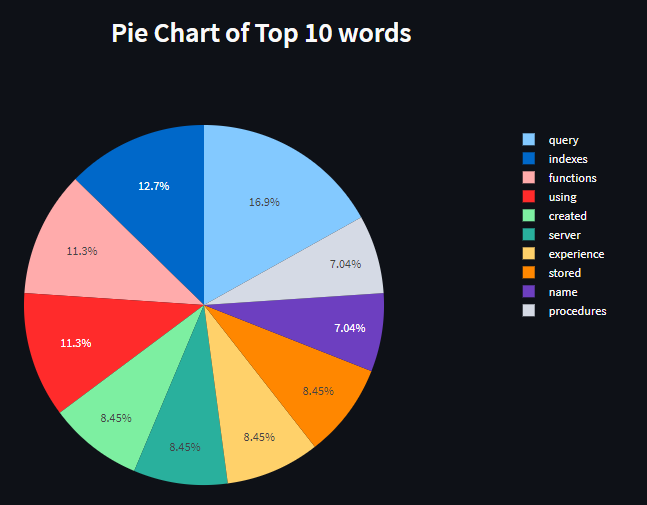 Pie Chart of Top 10 words
16.9%
12.7%
7.04%
11.3%
7.04%
11.3%
8.45%
8.45%
8.45%
8.45%
query
indexes
functions
using
created
server
experience
stored
name
procedures